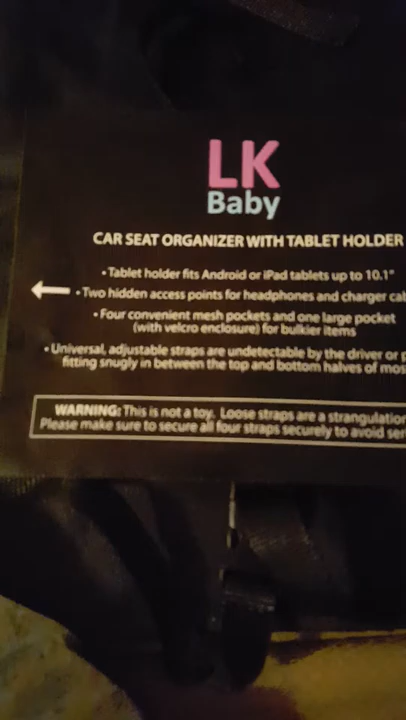 LK
Baby
CAR SEAT ORGANIZER WITH TABLET HOLDER
• Tablet holder fits Android or iPad tablets up to 10.1"
• Two hidden access points for headphones and charger
• Four convenient mesh pockets and one large pocket
(with velcro enclosure) for bulkier items
• Universal, adjustable straps are undetectable by the driver or
fitting snugly in between the top and bottom halves of
WARNING: This is not a toy. Loose straps are a
Please make sure to secure all four straps securely to avoid